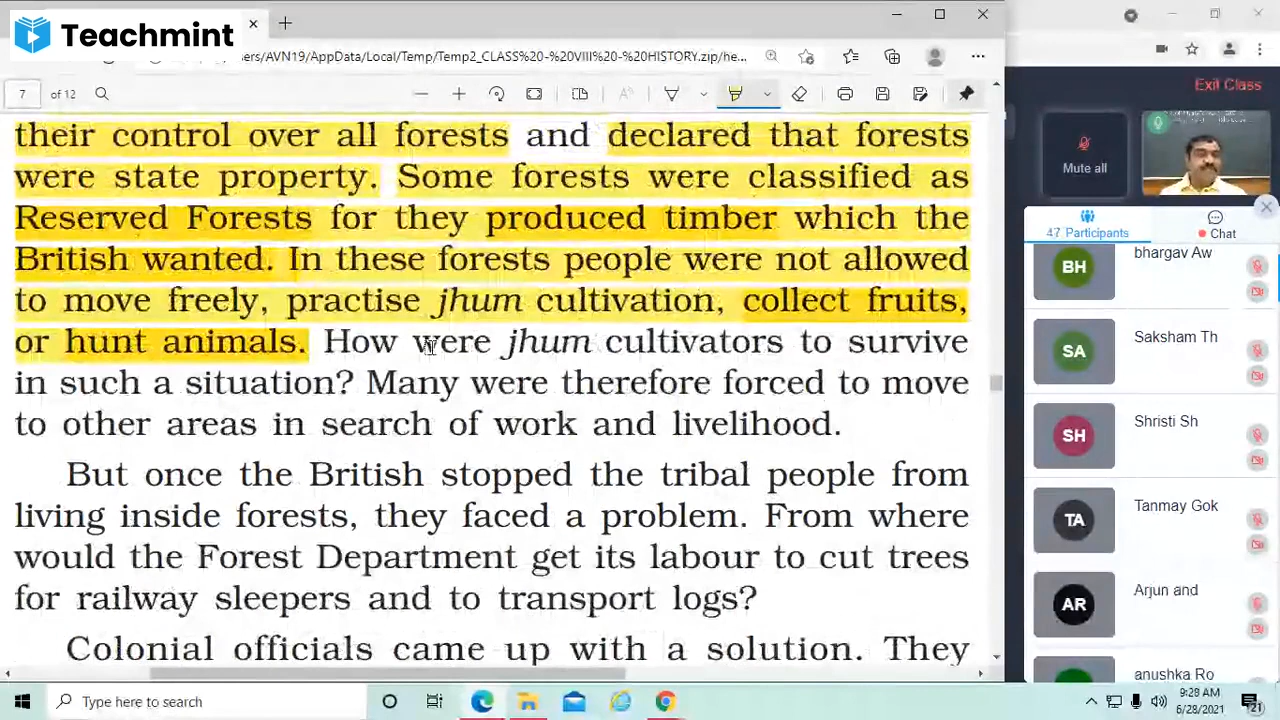 Teachmint
ers/AVN19/AppData/Local/Temp/Temp2_CLASS%20-%20VIII%20-%20HISTORY.zip/he...
7 of 12
their control over all forests and declared that forests
were state property. Some forests were classified as
Reserved Forests for they produced timber which the
British wanted. In these forests people were not allowed
to move freely, practise jhum cultivation, collect fruits,
or hunt animals. How were jhum cultivators to survive
in such a situation? Many were therefore forced to move
to other areas in search of work and livelihood.
But once the British stopped the tribal people from
living inside forests, they faced a problem. From where
would the Forest Department get its labour to cut trees
for railway sleepers and to transport logs?
Colonial officials came up with a solution. They
Exit Class
Mute all
47 Participants
Chat
BH
bhargav Aw
SA
Saksham Th
SH
Shristi Sh
TA
Tanmay Gok
AR
Arjun and
anushka Ro
Type here to search
9:28 AM
6/28/2021
21